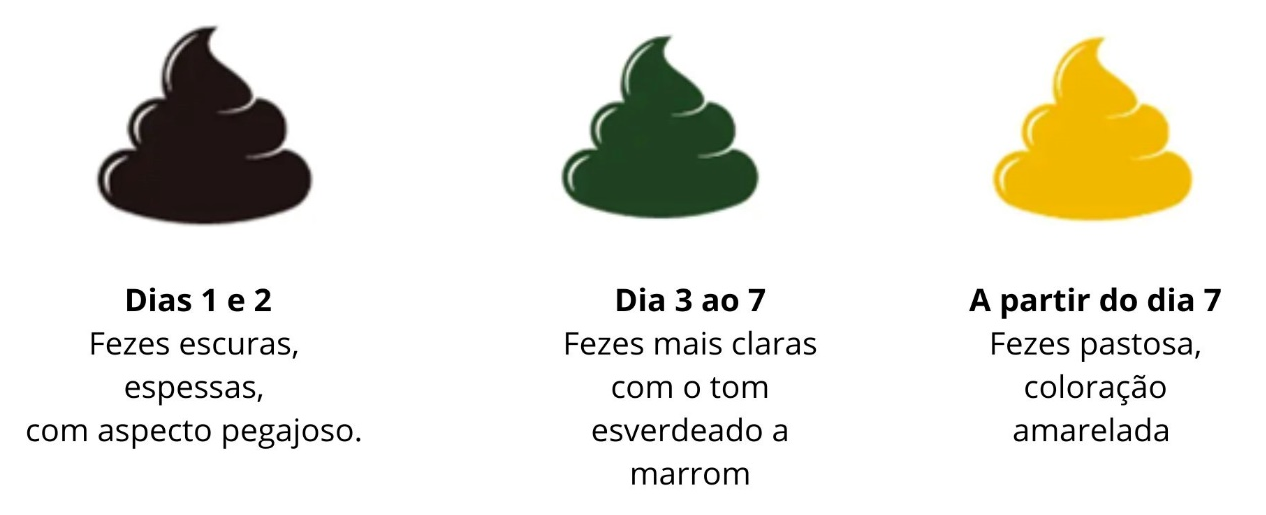 Dias 1 e 2
Fezes escuras,
espessas,
com aspecto pegajoso.
Dia 3 ao 7
Fezes mais claras
com o tom
esverdeado a
marrom
A partir do dia 7
Fezes pastosa,
coloração
amarelada